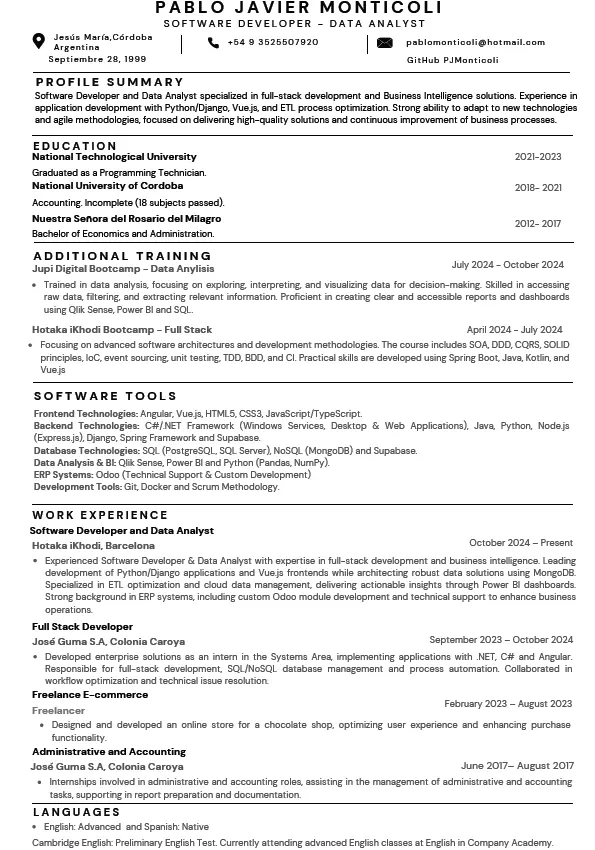 PABLO JAVIER MONTICOLI
SOFTWARE DEVELOPER – DATA ANALYST
Jesús María,Córdoba
Argentina
Septiembre 28, 1999
+54 9 3525507920
pablomonticoli@hotmail.com
GitHub PJMonticoli
PROFILE SUMMARY
Software Developer and Data Analyst specialized in full-stack development and Business Intelligence solutions. Experience in
application development with Python/Django, Vue.js, and ETL process optimization. Strong ability to adapt to new technologies
and agile methodologies, focused on delivering high-quality solutions and continuous improvement of business processes.
EDUCATION
National Technological University
2021-2023
Graduated as a Programming Technician.
National University of Cordoba
2018- 2021
Accounting. Incomplete (18 subjects passed).
Nuestra Señora del Rosario del Milagro
2012- 2017
Bachelor of Economics and Administration.
ADDITIONAL TRAINING
Jupi Digital Bootcamp - Data Anylisis
July 2024 - October 2024
• Trained in data analysis, focusing on exploring, interpreting, and visualizing data for decision-making. Skilled in accessing
raw data, filtering, and extracting relevant information. Proficient in creating clear and accessible reports and dashboards
using Qlik Sense, Power BI and SQL.
Hotaka iKhodi Bootcamp - Full Stack
April 2024 - July 2024
• Focusing on advanced software architectures and development methodologies. The course includes SOA, DDD, CQRS, SOLID
principles, IoC, event sourcing, unit testing, TDD, BDD, and CI. Practical skills are developed using Spring Boot, Java, Kotlin, and
Vue.js
SOFTWARE TOOLS
Frontend Technologies: Angular, Vue.js, HTML5, CSS3, JavaScript/TypeScript.
Backend Technologies: C#/.NET Framework (Windows Services, Desktop & Web Applications), Java, Python, Node.js
(Express.js), Django, Spring Framework and Supabase.
Database Technologies: SQL (PostgreSQL, SQL Server), NoSQL (MongoDB) and Supabase.
Data Analysis & BI: Qlik Sense, Power BI and Python (Pandas, NumPy).
ERP Systems: Odoo (Technical Support & Custom Development)
Development Tools: Git, Docker and Scrum Methodology.
WORK EXPERIENCE
Software Developer and Data Analyst
Hotaka iKhodi, Barcelona
October 2024 – Present
• Experienced Software Developer & Data Analyst with expertise in full-stack development and business intelligence. Leading
development of Python/Django applications and Vue.js frontends while architecting robust data solutions using MongoDB.
Specialized in ETL optimization and cloud data management, delivering actionable insights through Power BI dashboards.
Strong background in ERP systems, including custom Odoo module development and technical support to enhance business
operations.
Full Stack Developer
José Guma S.A, Colonia Caroya
September 2023 – October 2024
• Developed enterprise solutions as an intern in the Systems Area, implementing applications with .NET, C# and Angular.
Responsible for full-stack development, SQL/NoSQL database management and process automation. Collaborated in
workflow optimization and technical issue resolution.
Freelance E-commerce
Freelancer
February 2023 – August 2023
• Designed and developed an online store for a chocolate shop, optimizing user experience and enhancing purchase
functionality.
Administrative and Accounting
José Guma S.A, Colonia Caroya
June 2017– August 2017
• Internships involved in administrative and accounting roles, assisting in the management of administrative and accounting
tasks, supporting in report preparation and documentation.
LANGUAGES
• English: Advanced and Spanish: Native
Cambridge English: Preliminary English Test. Currently attending advanced English classes at English in Company Academy.